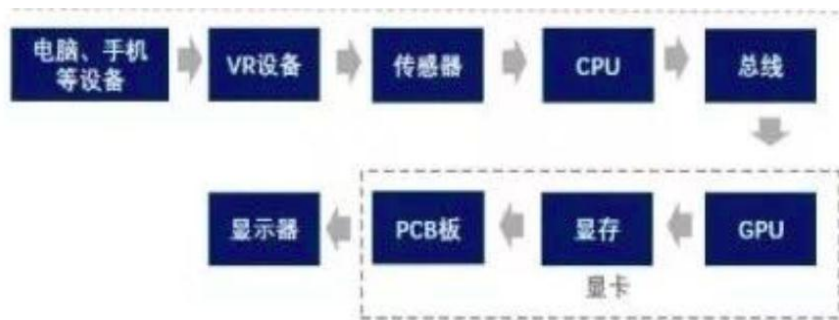 电脑、手机
等设备
VR设备
传感器
CPU
总线
显示器
PCB板
显存
GPU
显卡